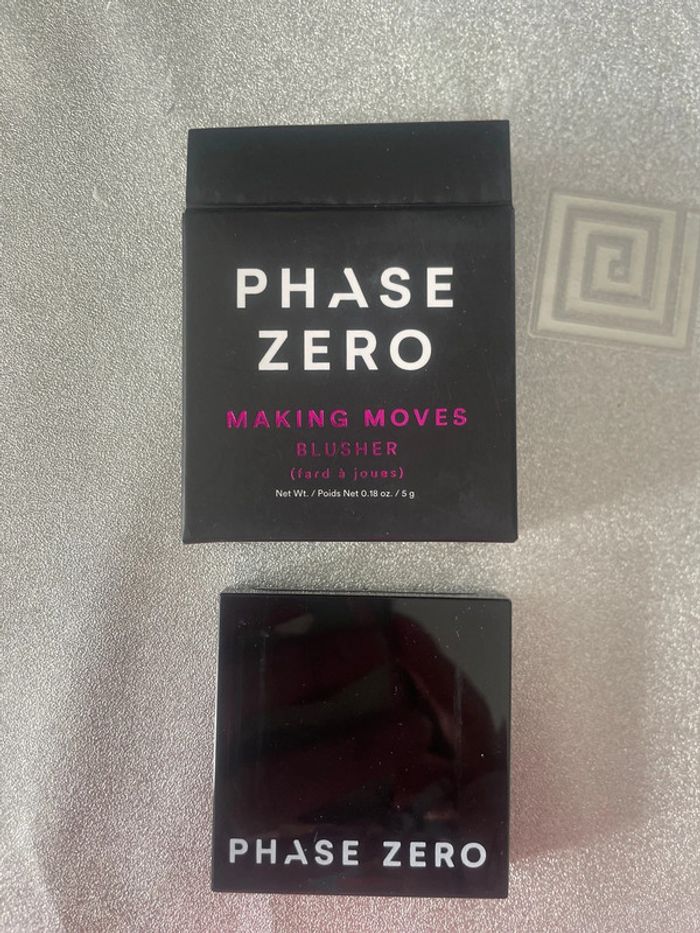 PHASE
ZERO
MAKING MOVES
BLUSHER
(fard à joues)
Net Wt. / Poids Net 0.18 oz. / 5 g
PHASE ZERO